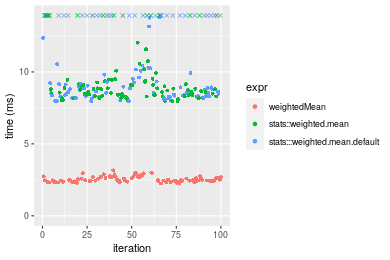 10
5
0
time (ms)
0
25
50
75
100
iteration
expr
weightedMean
stats::weighted.mean
stats:::weighted.mean.default